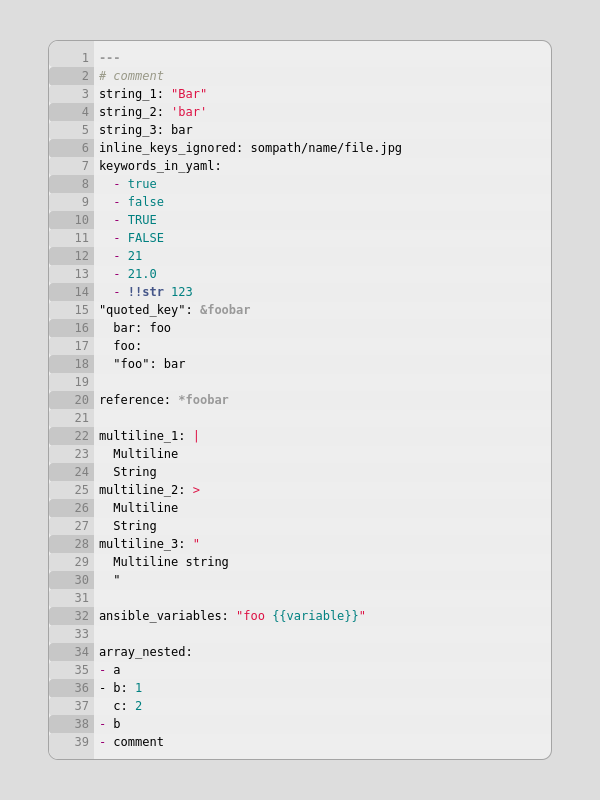 1 ---
2 # comment
3 string_1: "Bar"
4 string_2: 'bar'
5 string_3: bar
6 inline_keys_ignored: sompath/name/file.jpg
7 keywords_in_yaml:
8   - true
9   - false
10   - TRUE
11   - FALSE
12   - 21
13   - 21.0
14   - !!str 123
15 "quoted_key": &foobar
16   bar: foo
17   foo:
18   "foo": bar
19
20 reference: *foobar
21
22 multiline_1: |
23   Multiline
24   String
25 multiline_2: >
26   Multiline
27   String
28 multiline_3: "
29   Multiline string
30   "
31
32 ansible_variables: "foo {{variable}}"
33
34 array_nested:
35 - a
36 - b: 1
37   c: 2
38 - b
39 - comment